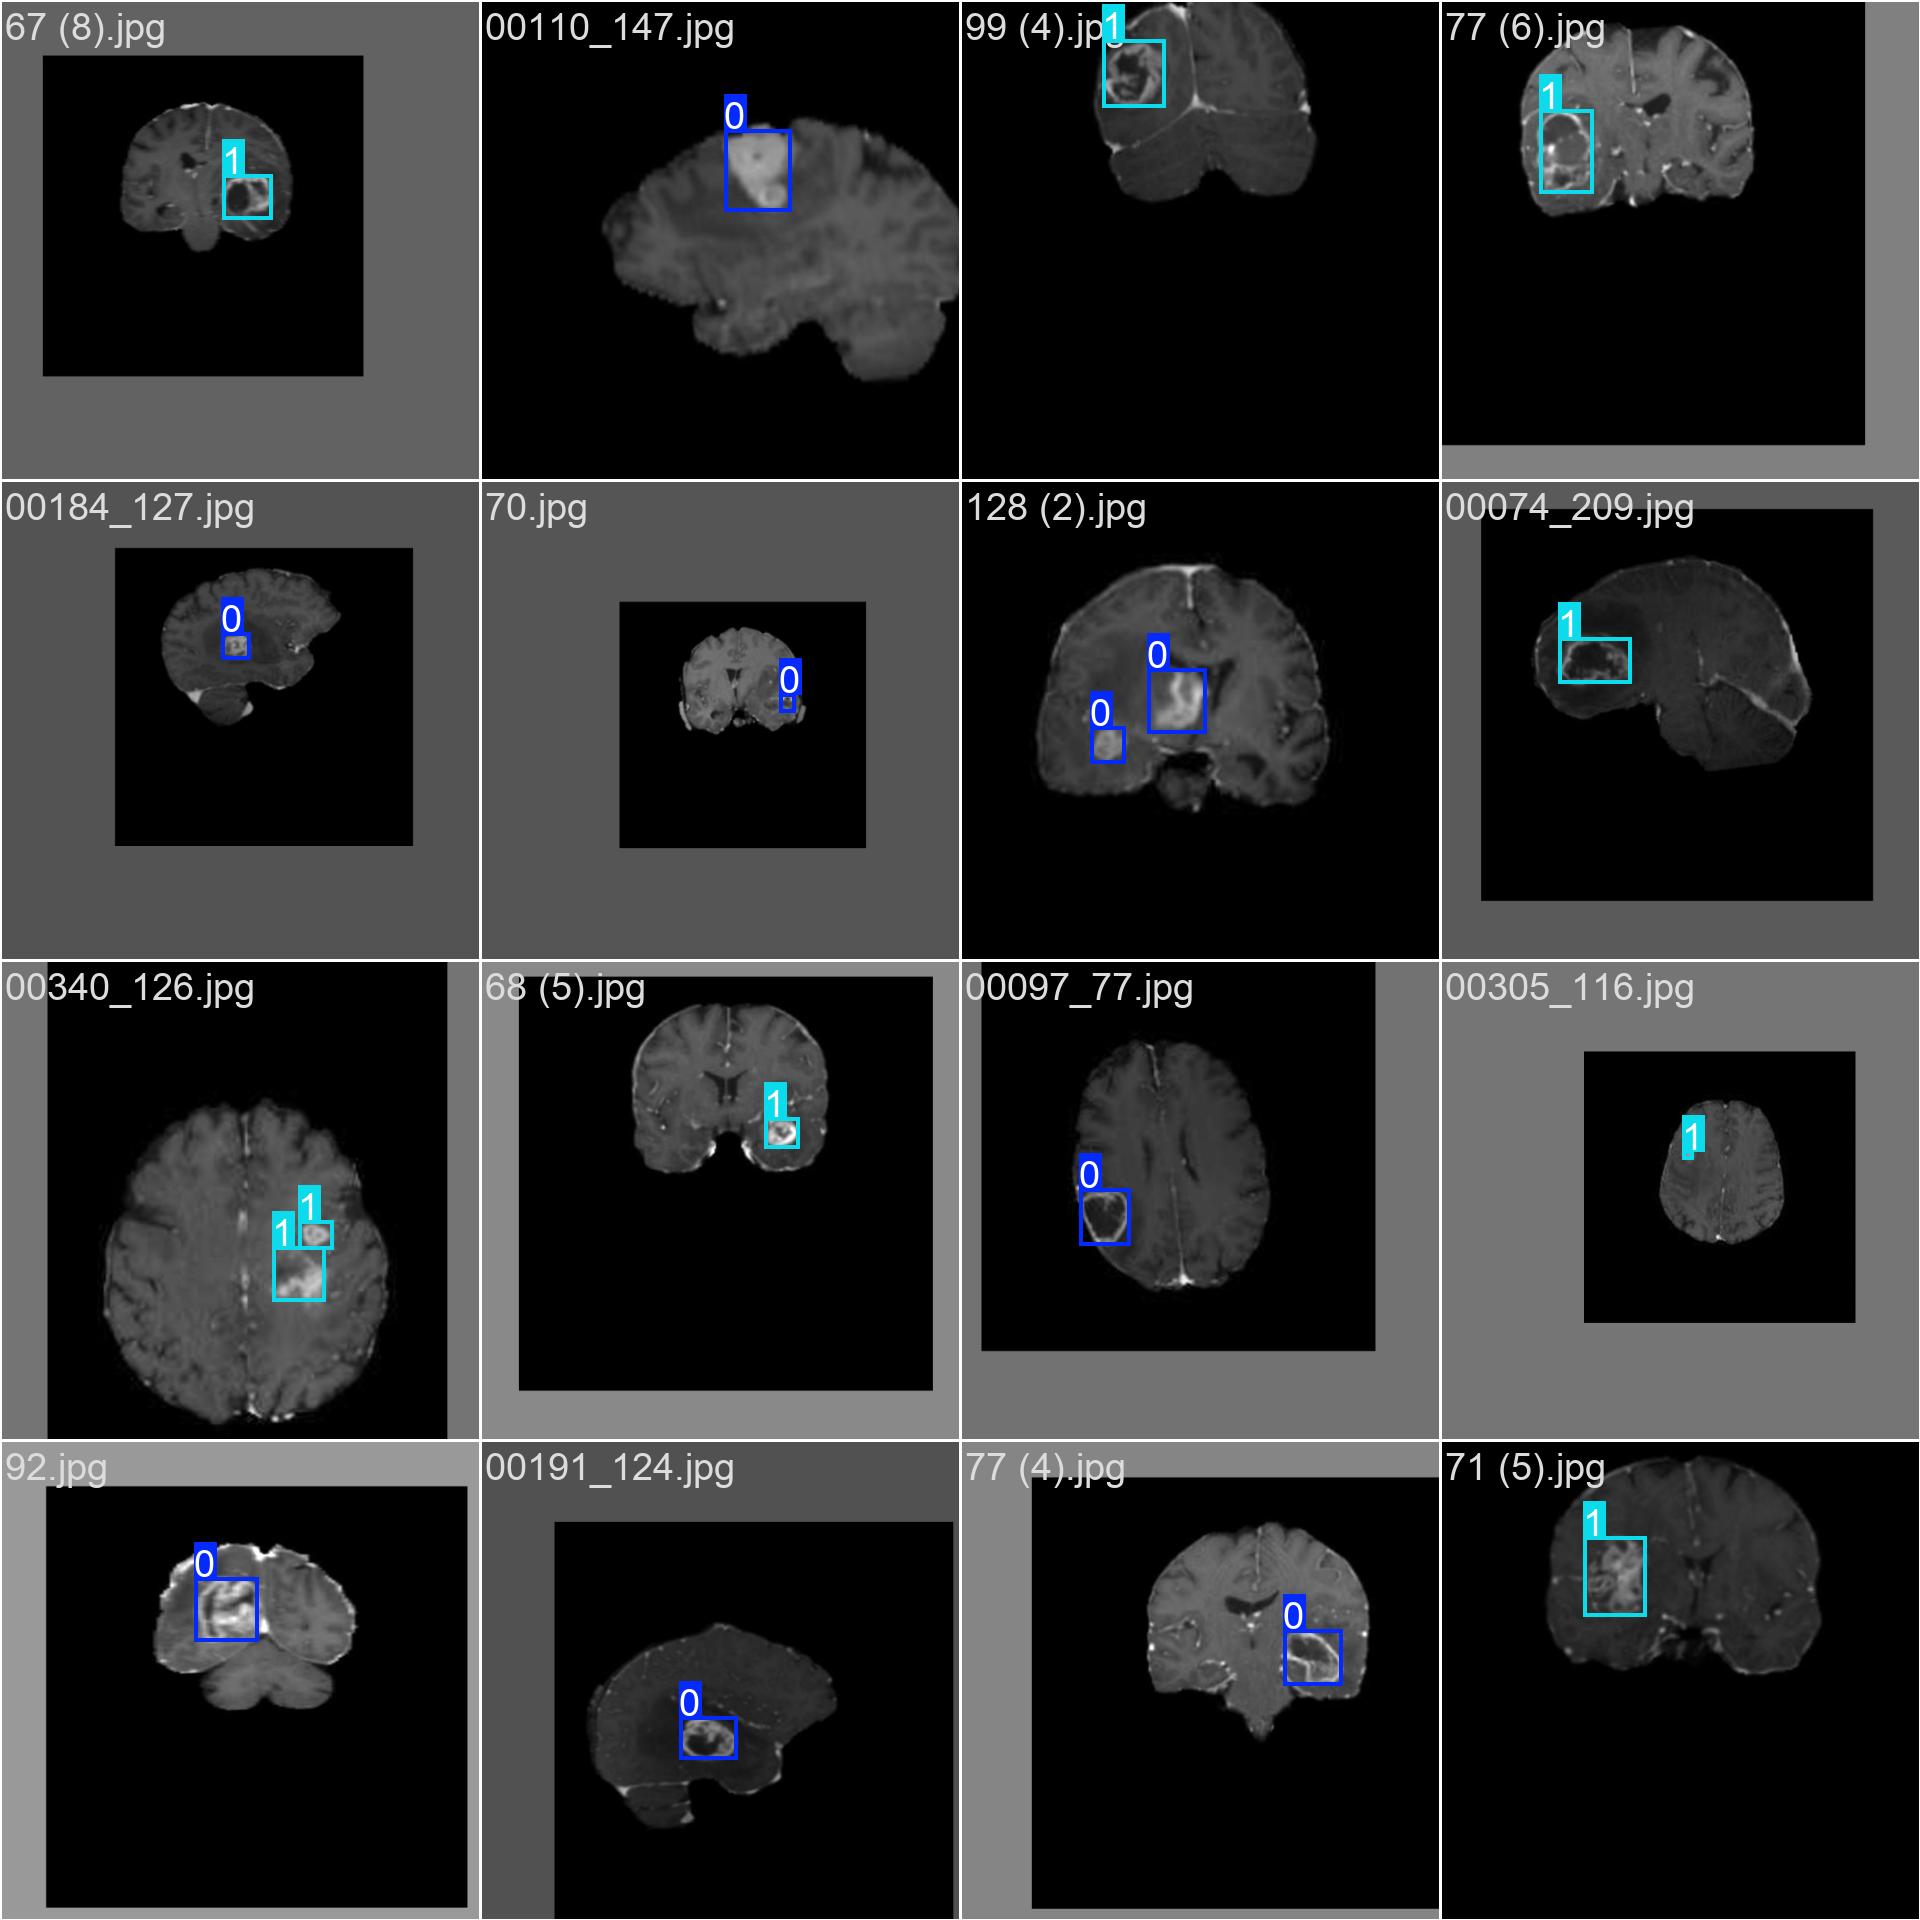 67 (8).jpg
00110_147.jpg
99 (4).jpg
77 (6).jpg
1
0
1
1
00184_127.jpg
70.jpg
128 (2).jpg
00074_209.jpg
0
0
0
0
1
00340_126.jpg
68 (5).jpg
00097_77.jpg
00305_116.jpg
1
1
1
0
1
92.jpg
00191_124.jpg
77 (4).jpg
71 (5).jpg
0
0
0
1